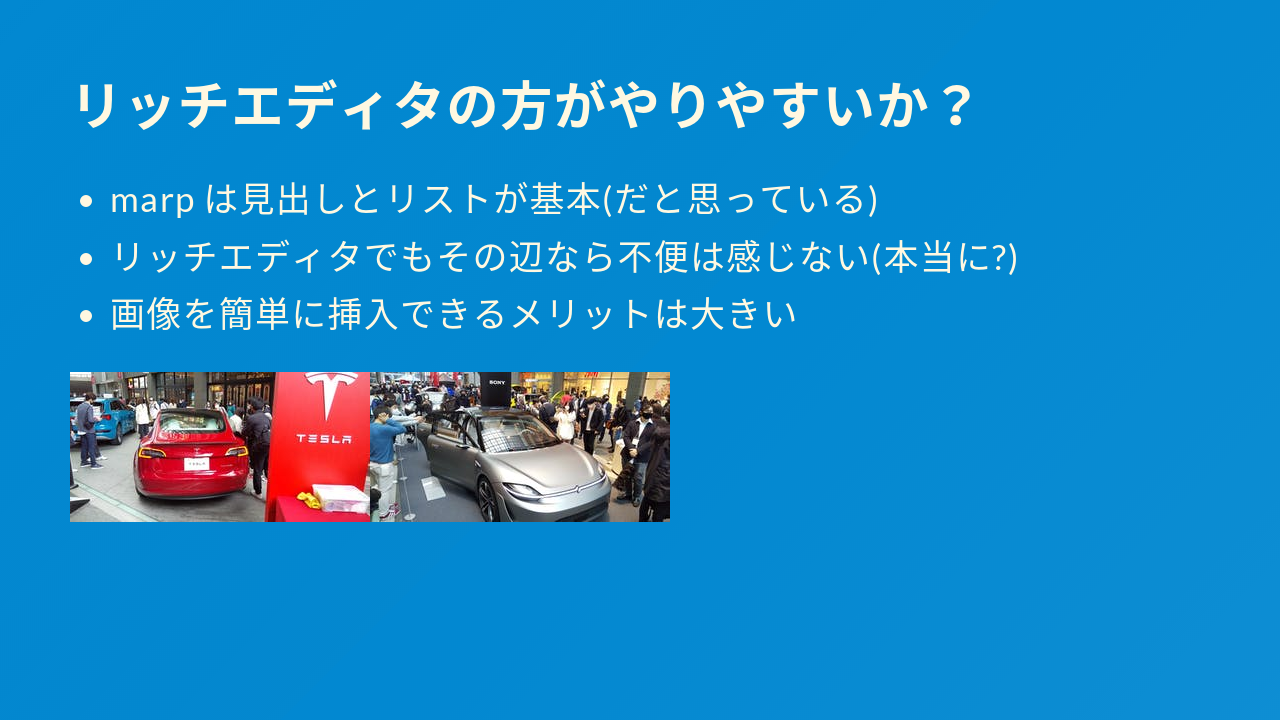 リッチエディタの方がやりやすいか？
marp は見出しとリストが基本(だと思っている)
リッチエディタでもその辺なら不便は感じない(本当に?)
画像を簡単に挿入できるメリットは大きい
TESLA
SONY